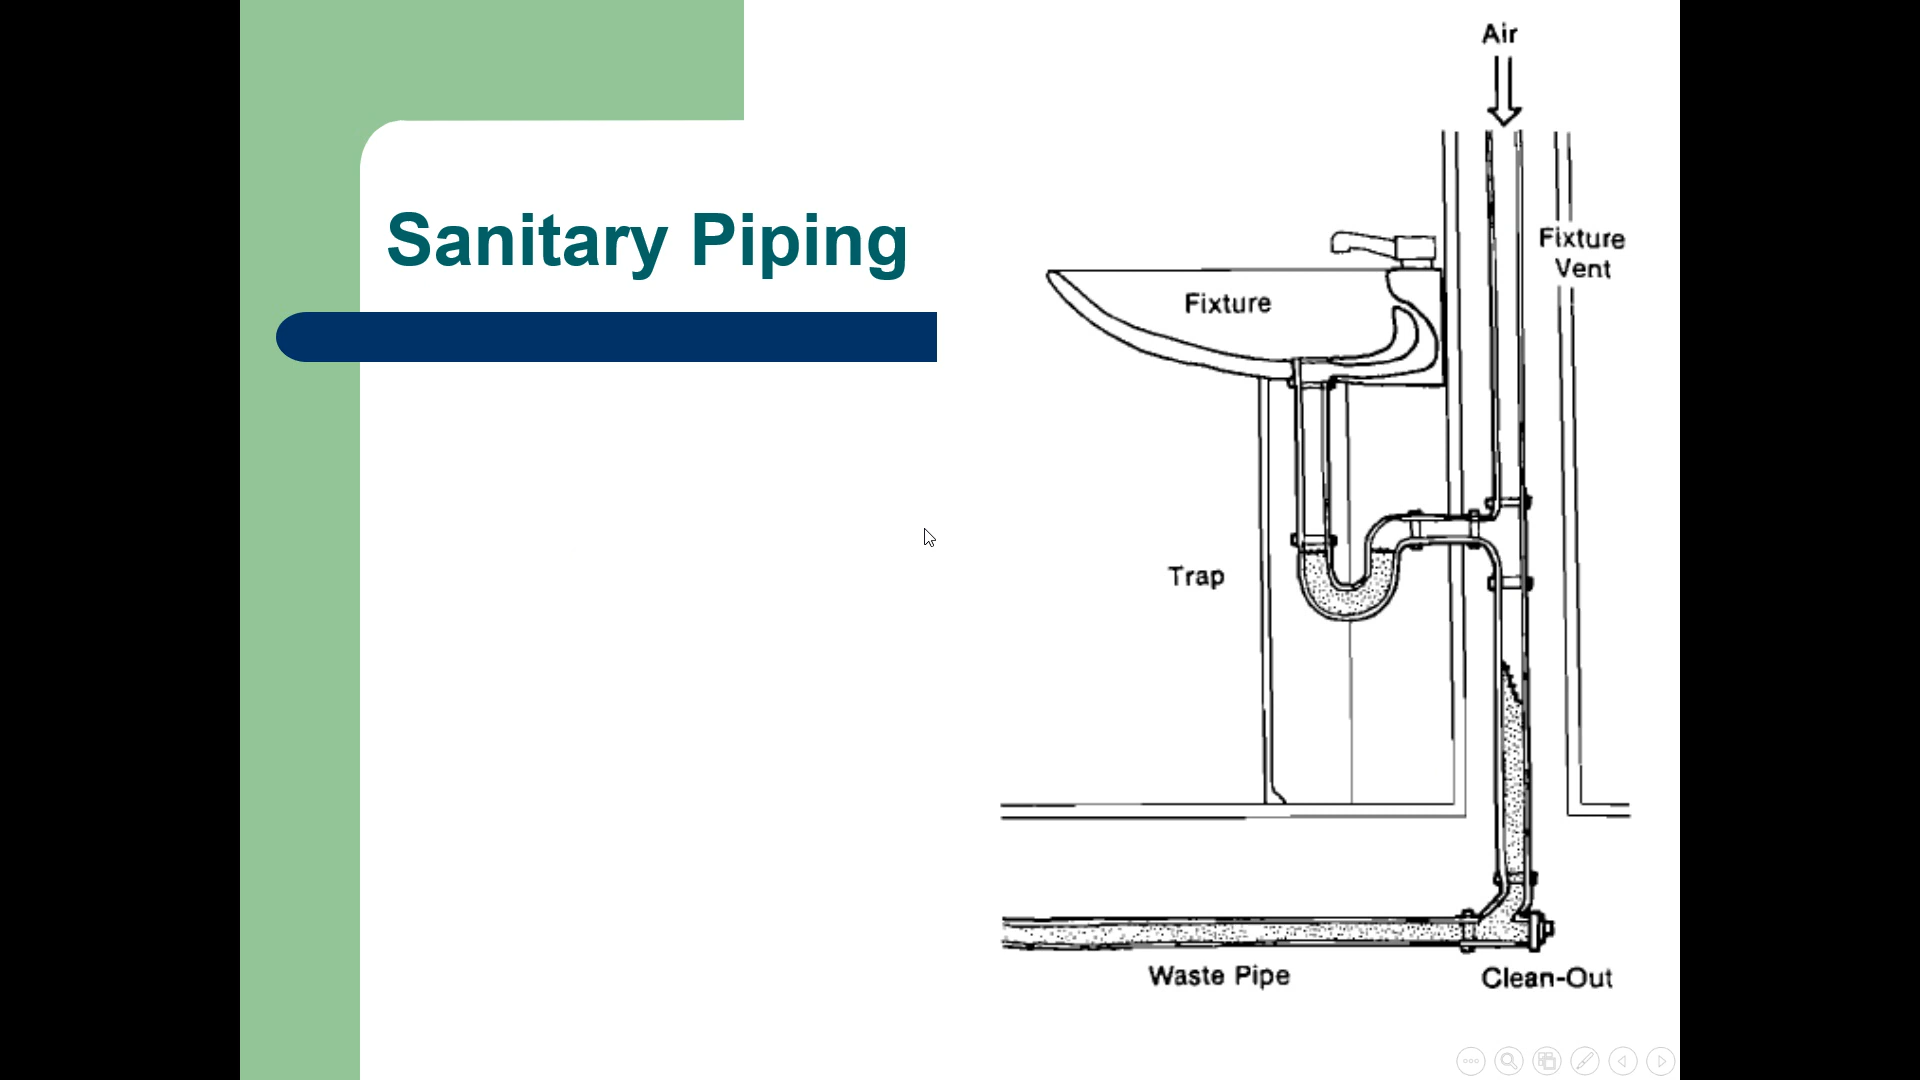 Sanitary Piping
Air
Fixture
Vent
Fixture
Trap
Waste Pipe
Clean-Out